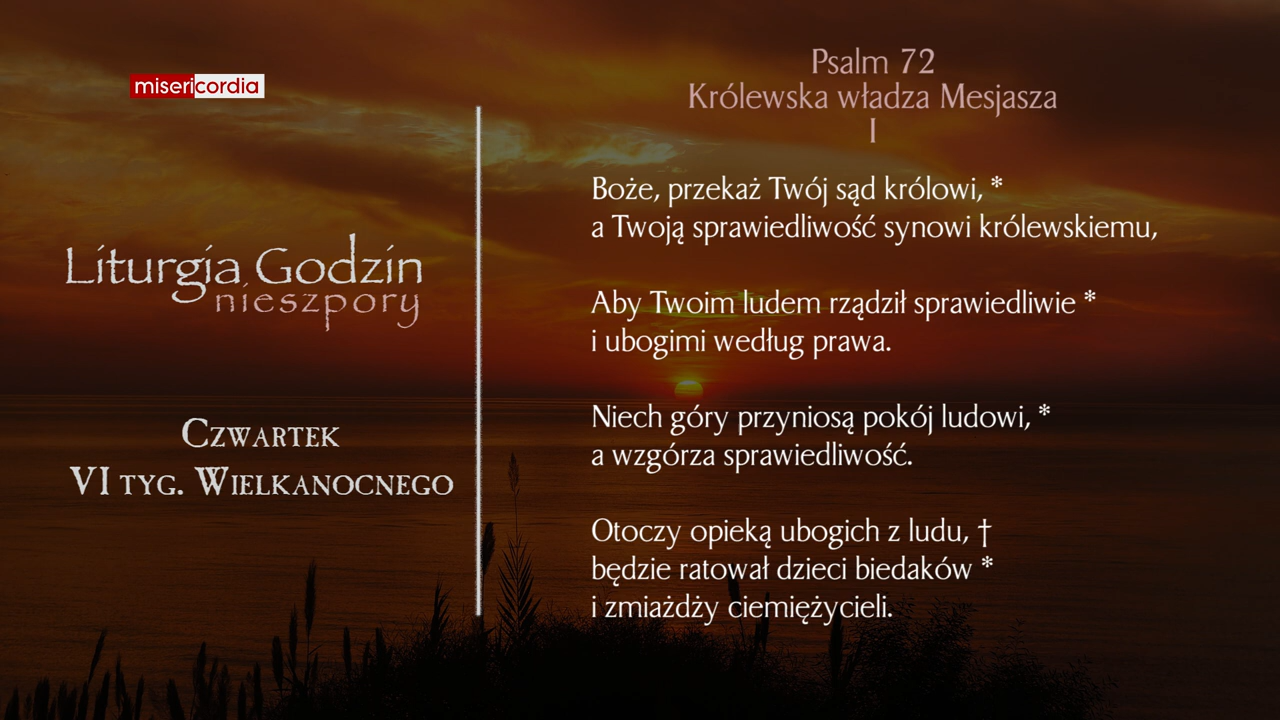 misericordia
Liturgia Godzin
nieszpory
Czwartek
VI tyg. Wielkanocnego
Psalm 72
Królewska władza Mesjasza
I
Boże, przekaż Twój sąd królowi, *
a Twoją sprawiedliwość synowi królewskiemu,
Aby Twoim ludem rządził sprawiedliwie *
i ubogimi według prawa.
Niech góry przyniosą pokój ludowi, *
a wzgórza sprawiedliwość.
Otoczy opieką ubogich z ludu, †
będzie ratował dzieci biedaków *
i zmiażdży ciemiężycieli.